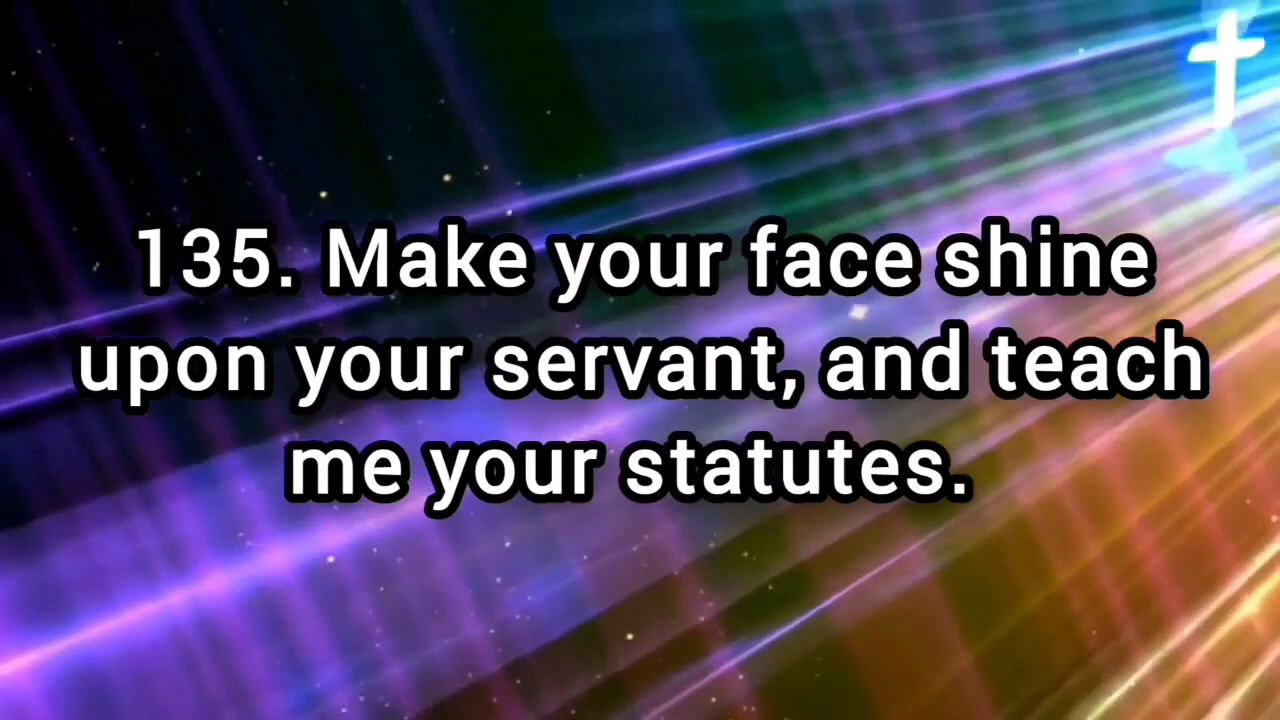 135. Make your face shine
upon your servant, and teach
me your statutes.